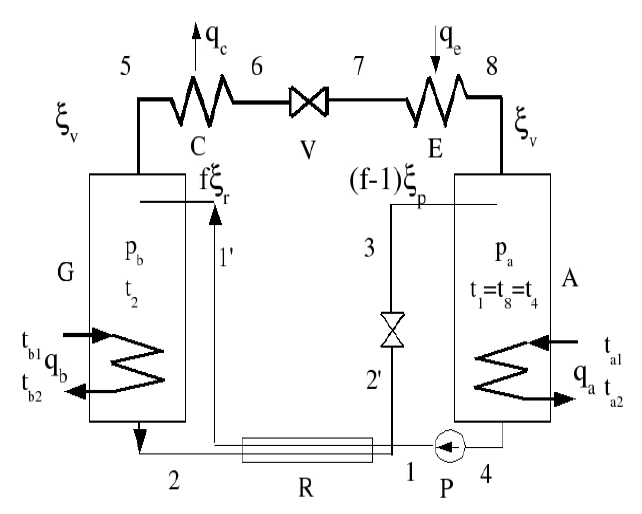 q_c
q_e
5
6
7
8
ξ_v
C
V
E
ξ_v
fξ_r
(f-1)ξ_p
p_b
t_2
G
1'
3
p_a
t_1=t_8=t_4
A
t_b1
q_b
t_b2
2'
t_a1
q_a
t_a2
2
R
1
P
4